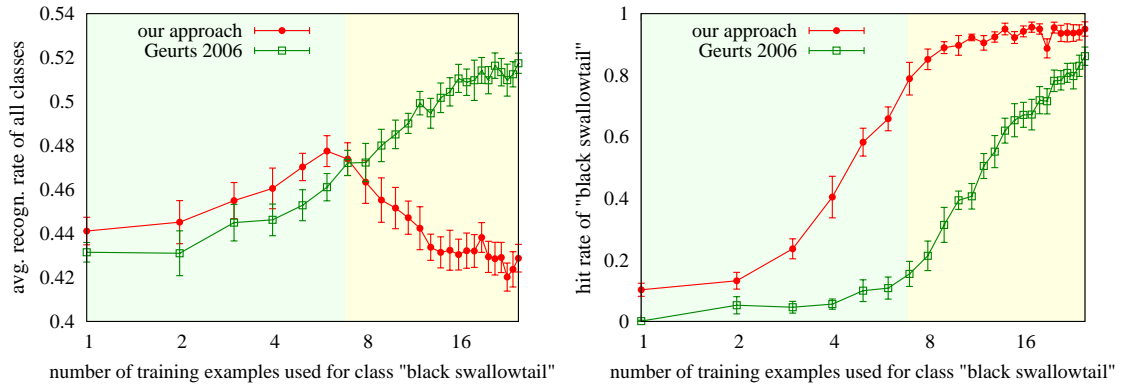 our approach
Geurts 2006
0.54
0.52
0.5
0.48
0.46
0.44
0.42
0.4
avg. recogn. rate of all classes
1 2 4 8 16
number of training examples used for class "black swallowtail"
our approach
Geurts 2006
1
0.8
0.6
0.4
0.2
0
hit rate of "black swallowtail"
1 2 4 8 16
number of training examples used for class "black swallowtail"